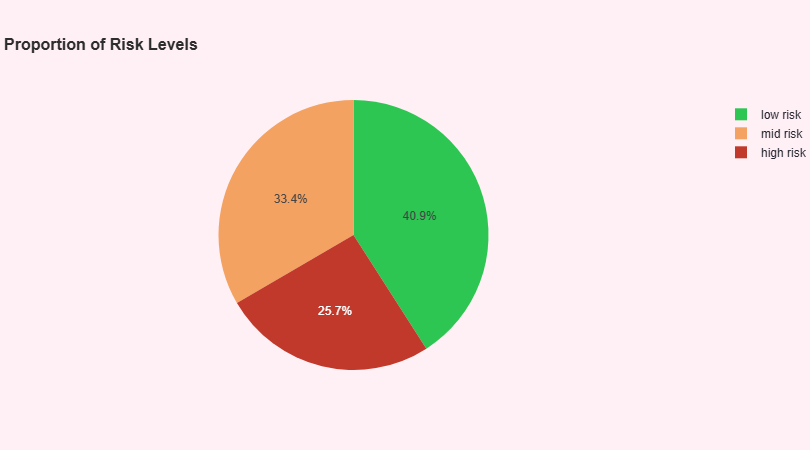 Proportion of Risk Levels
low risk
mid risk
high risk
33.4%
40.9%
25.7%